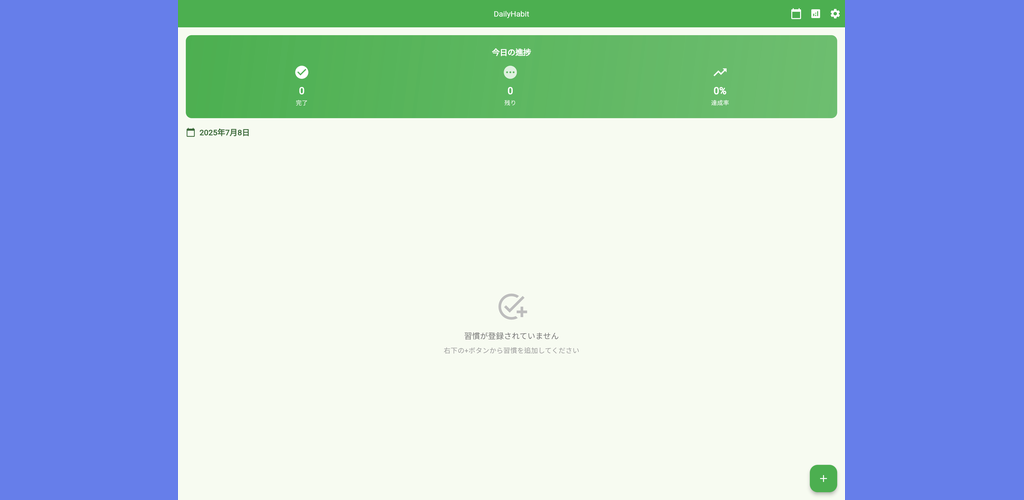 DailyHabit
今日の進捗
0
完了
0
残り
0%
達成率
2025年7月8日
習慣が登録されていません
右下の+ボタンから習慣を追加してください